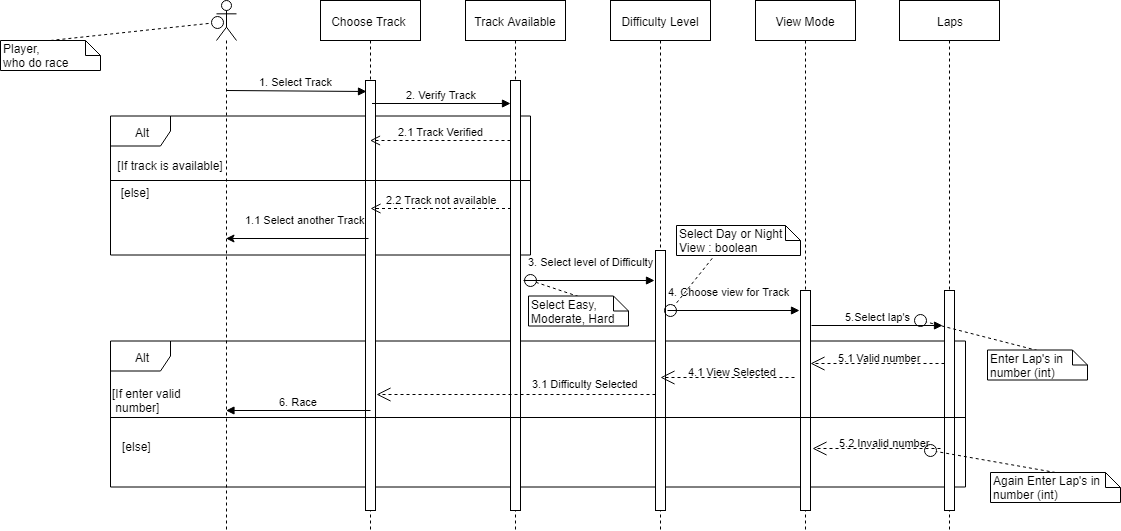 Choose Track
Track Available
Difficulty Level
View Mode
Laps
Player,
who do race
1. Select Track
2. Verify Track
Alt
2.1 Track Verified
[If track is available]
[else]
2.2 Track not available
1.1 Select another Track
Select Day or Night
View : boolean
3. Select level of Difficulty
4. Choose view for Track
Select Easy,
Moderate, Hard
5.Select lap's
Alt
5.1 Valid number
Enter Lap's in
number (int)
4.1 View Selected
3.1 Difficulty Selected
[If enter valid
number]
6. Race
[else]
5.2 Invalid number
Again Enter Lap's in
number (int)